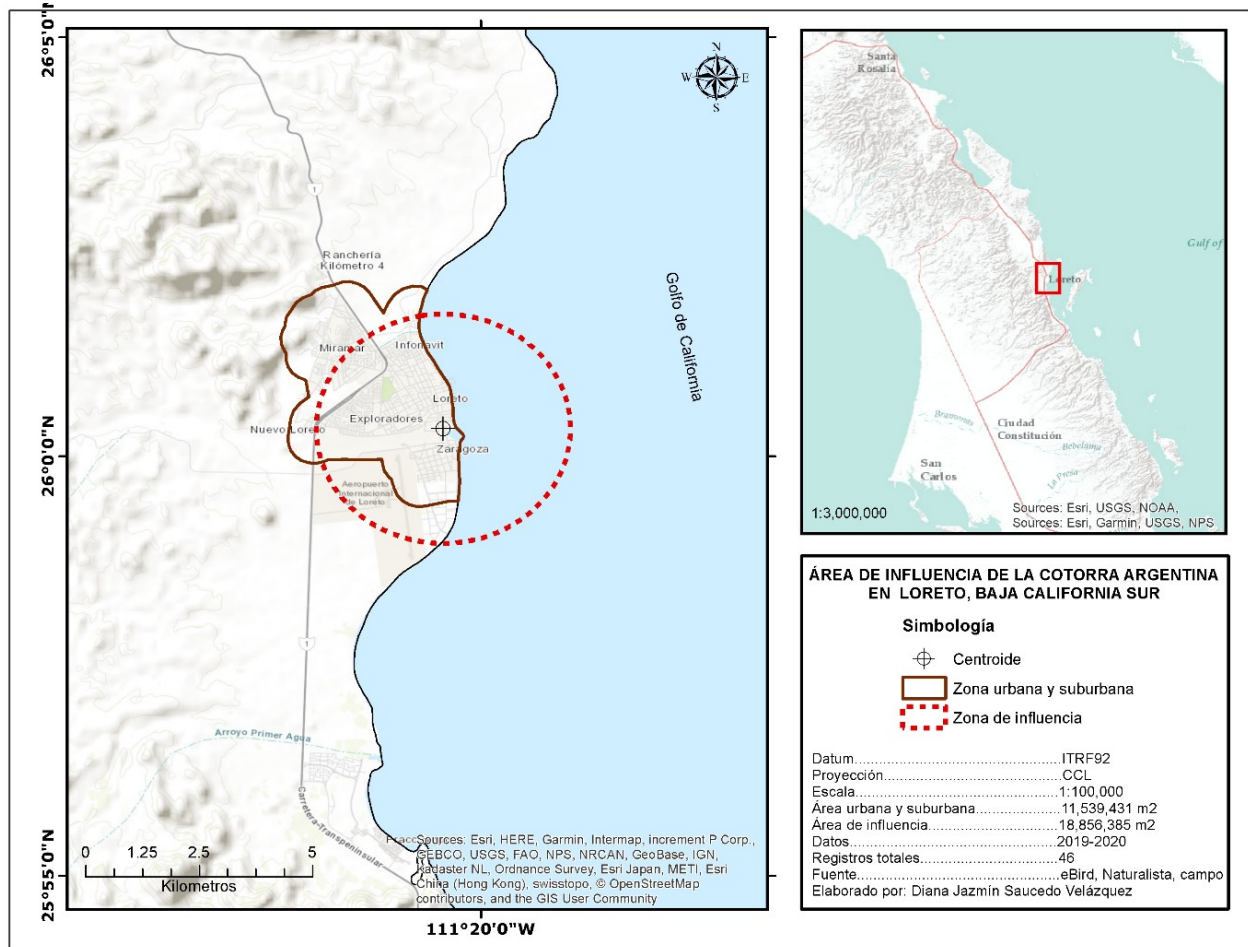 26°5'0"N
26°0'0"N
25°55'0"N
111°20'0"W
N
W
E
S
1
Ranchería
Kilómetro 4
Miramar
Infonavit
Loreto
Nuevo Loreto
Exploradores
Zaragoza
Aeropuerto
Internacional
de Loreto
Golfo de California
1
Arroyo Primer Agua
Carretera-Transpeninsular
0 1.25 2.5 5
Kilometros
Sources: Esri, HERE, Garmin, Intermap, increment P Corp.,
GEBCO, USGS, FAO, NPS, NRCAN, GeoBase, IGN,
Kadaster NL, Ordnance Survey, Esri Japan, METI, Esri
China (Hong Kong), swisstopo, © OpenStreetMap
contributors, and the GIS User Community
Santa
Rosalía
Gulf of
Loreto
Ciudad
Constitución
Bramonas
Bebelama
La Presa
San
Carlos
1:3,000,000
Sources: Esri, USGS, NOAA,
Sources: Esri, Garmin, USGS, NPS
ÁREA DE INFLUENCIA DE LA COTORRA ARGENTINA
EN LORETO, BAJA CALIFORNIA SUR
Simbología
Centroide
Zona urbana y suburbana
Zona de influencia
Datum..................................................ITRF92
Proyección...........................................CCL
Escala..................................................1:100,000
Área urbana y suburbana.....................11,539,431 m2
Área de influencia................................18,856,385 m2
Datos...................................................2019-2020
Registros totales..................................46
Fuente..................................................eBird, Naturalista, campo
Elaborado por: Diana Jazmín Saucedo Velázquez